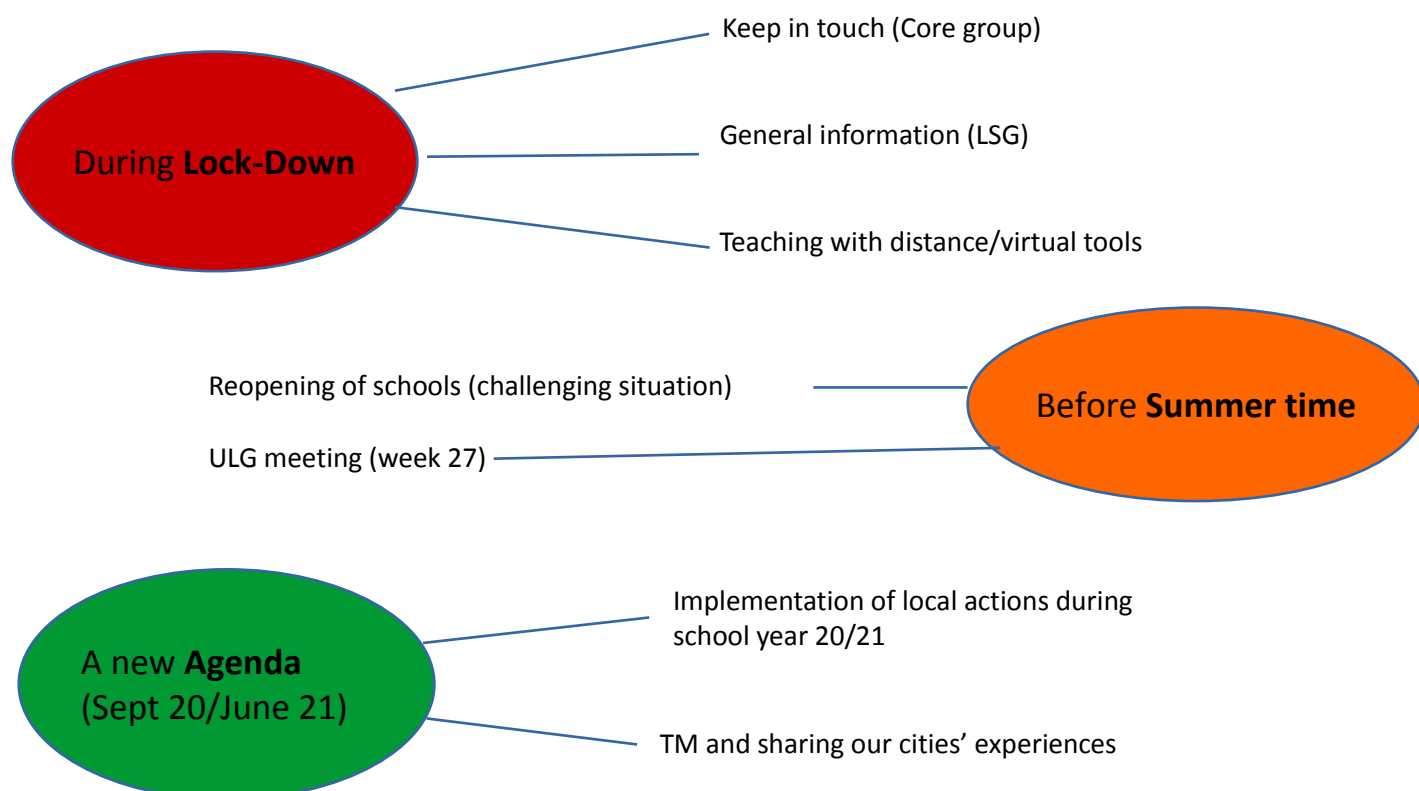 Keep in touch (Core group)
General information (LSG)
During Lock-Down
Teaching with distance/virtual tools
Reopening of schools (challenging situation)
Before Summer time
ULG meeting (week 27)
Implementation of local actions during
school year 20/21
A new Agenda
(Sept 20/June 21)
TM and sharing our cities’ experiences